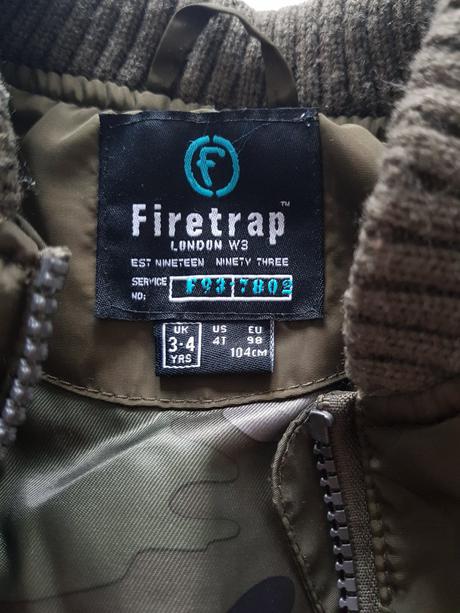 F
Firetrap™
LONDON W3
EST NINETEEN NINETY THREE
SERVICE NO: F93 7802
UK US EU
3-4 4T 98
YRS 104CM